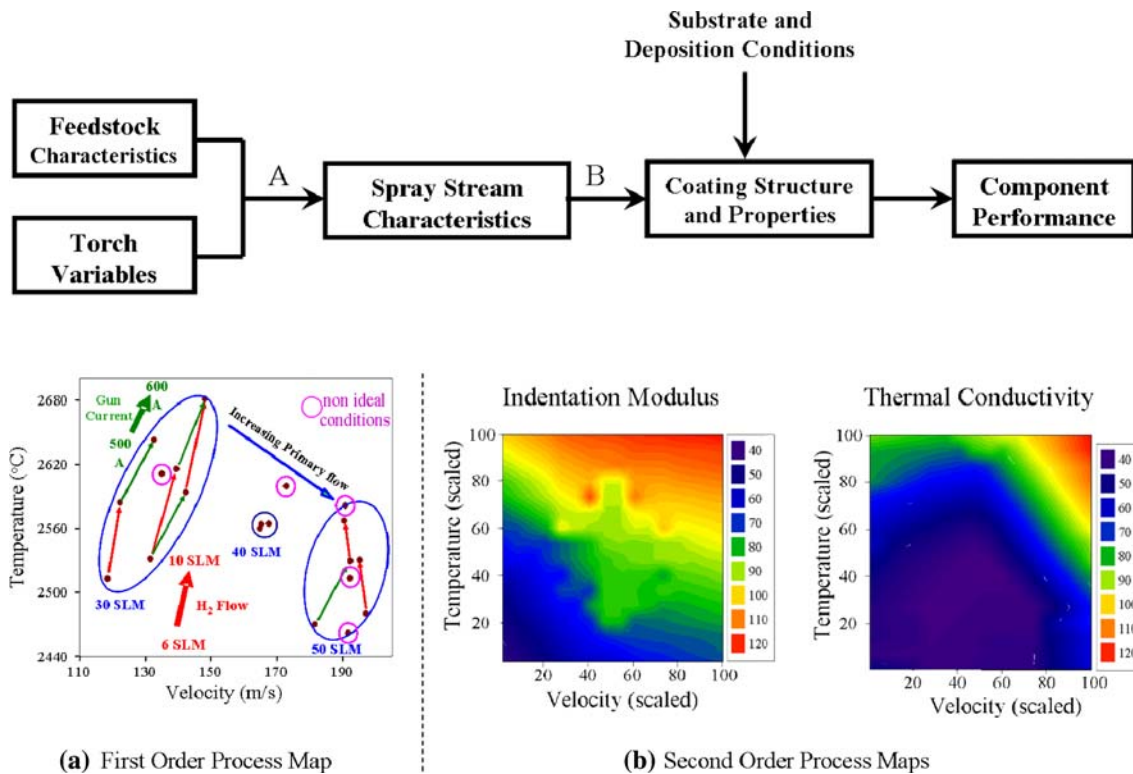 Substrate and
Deposition Conditions
Feedstock
Characteristics
A
Torch
Variables
Spray Stream
Characteristics
B
Coating Structure
and Properties
Component
Performance
Temperature (°C)
2680
2620
2560
2500
2440
110
130
150
170
190
Velocity (m/s)
Gun
Current
600
A
500
A
non ideal
conditions
Increasing Primary flow
40 SLM
10 SLM
30 SLM
H2 Flow
6 SLM
50 SLM
(a) First Order Process Map
Indentation Modulus
Temperature (scaled)
100
80
60
40
20
20
40
60
80
100
Velocity (scaled)
40
50
60
70
80
90
100
110
120
Thermal Conductivity
Temperature (scaled)
100
80
60
40
20
20
40
60
80
100
Velocity (scaled)
40
50
60
70
80
90
100
110
120
(b) Second Order Process Maps